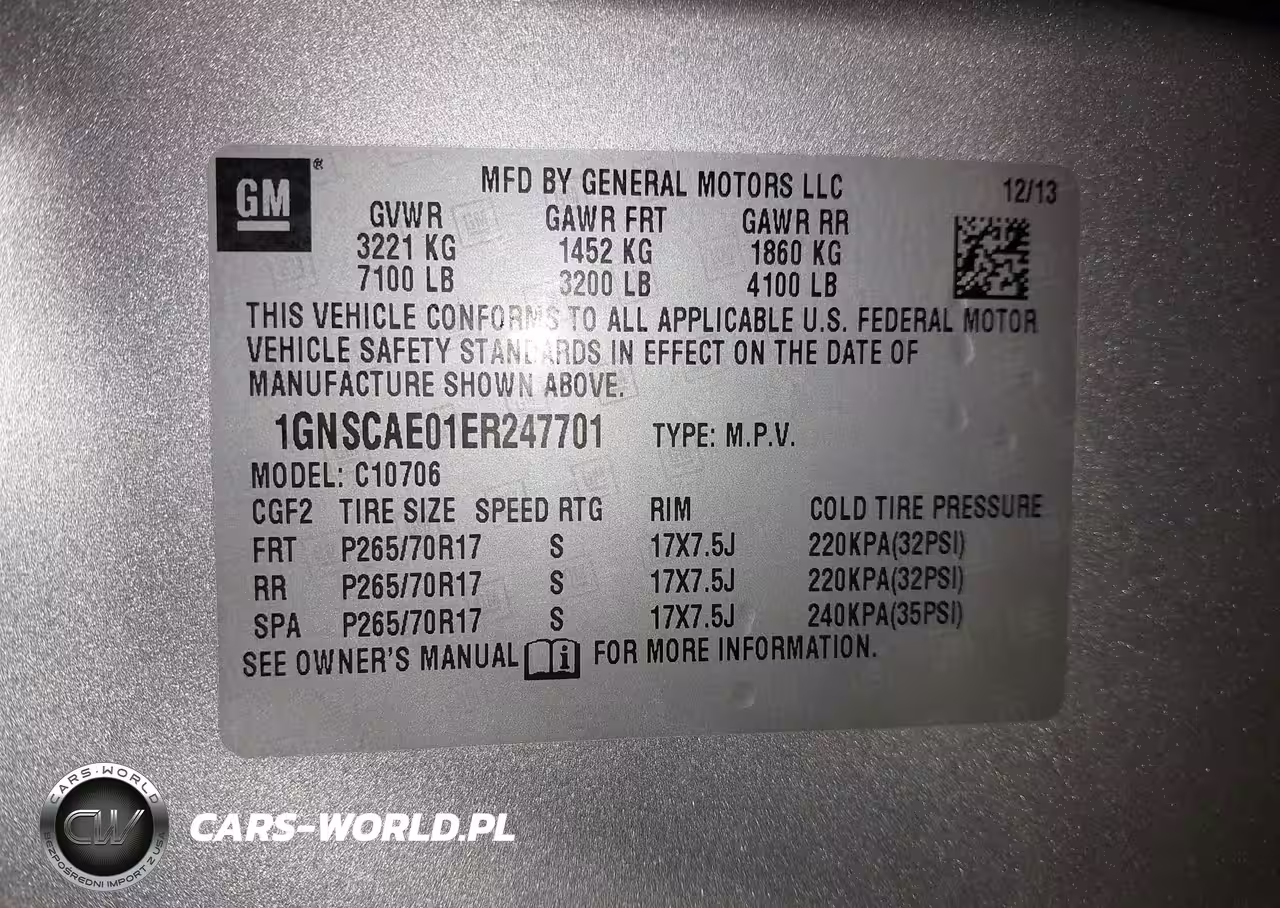 GM ®
MFD BY GENERAL MOTORS LLC 12/13
GVWR GAWR FRT GAWR RR
3221 KG 1452 KG 1860 KG
7100 LB 3200 LB 4100 LB
THIS VEHICLE CONFORMS TO ALL APPLICABLE U.S. FEDERAL MOTOR
VEHICLE SAFETY STANDARDS IN EFFECT ON THE DATE OF
MANUFACTURE SHOWN ABOVE.
1GNSCAE01ER247701 TYPE: M.P.V.
MODEL: C10706
CGF2 TIRE SIZE SPEED RTG RIM COLD TIRE PRESSURE
FRT P265/70R17 S 17X7.5J 220KPA(32PSI)
RR P265/70R17 S 17X7.5J 220KPA(32PSI)
SPA P265/70R17 S 17X7.5J 240KPA(35PSI)
SEE OWNER'S MANUAL i FOR MORE INFORMATION.
CARS-WORLD
CW
BEZPOŚREDNI IMPORT Z USA
CARS-WORLD.PL